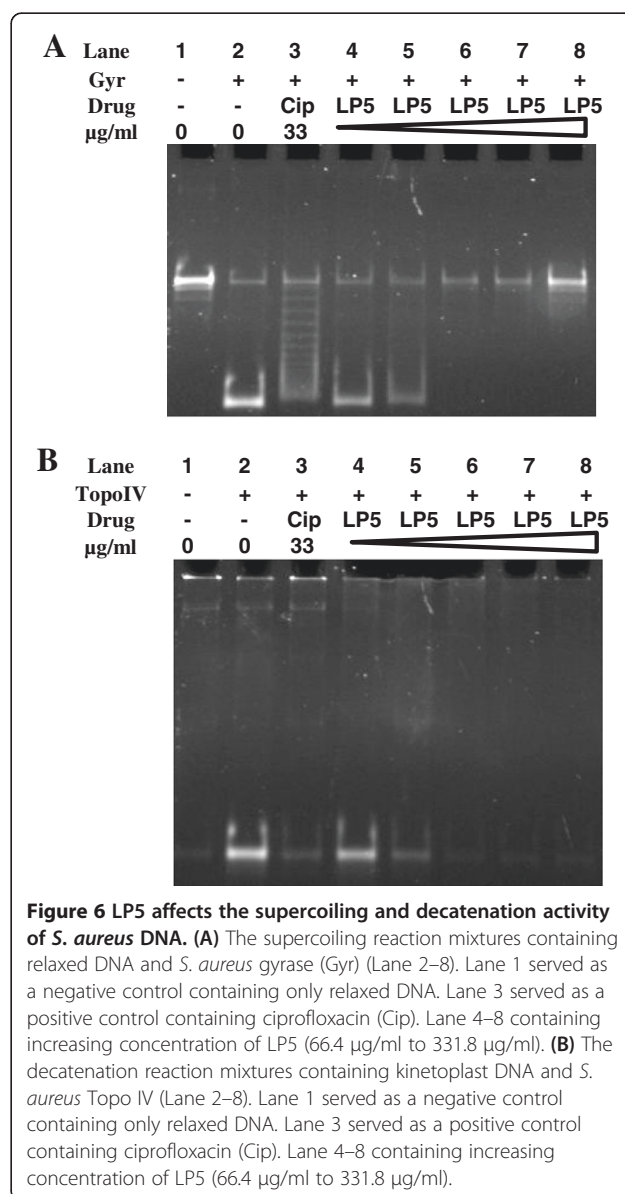 A Lane 1 2 3 4 5 6 7 8
Gyr - + + + + + + +
Drug - - Cip LP5 LP5 LP5 LP5 LP5
µg/ml 0 0 33
B Lane 1 2 3 4 5 6 7 8
TopoIV - + + + + + + +
Drug - - Cip LP5 LP5 LP5 LP5 LP5
µg/ml 0 0 33
Figure 6 LP5 affects the supercoiling and decatenation activity
of S. aureus DNA. (A) The supercoiling reaction mixtures containing
relaxed DNA and S. aureus gyrase (Gyr) (Lane 2–8). Lane 1 served as
a negative control containing only relaxed DNA. Lane 3 served as a
positive control containing ciprofloxacin (Cip). Lane 4–8 containing
increasing concentration of LP5 (66.4 µg/ml to 331.8 µg/ml). (B) The
decatenation reaction mixtures containing kinetoplast DNA and S.
aureus Topo IV (Lane 2–8). Lane 1 served as a negative control
containing only relaxed DNA. Lane 3 served as a positive control
containing ciprofloxacin (Cip). Lane 4–8 containing increasing
concentration of LP5 (66.4 µg/ml to 331.8 µg/ml).